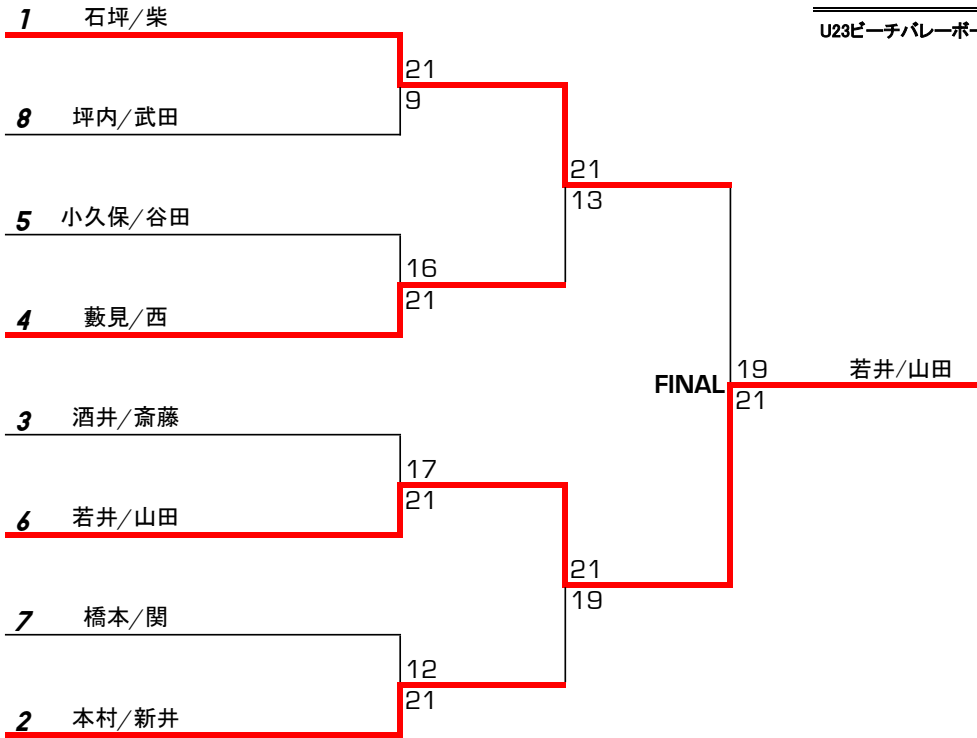 1 石坪/柴
U23ビーチバレーボー
21
9
8 坪内/武田
21
13
5 小久保/谷田
16
21
4 藪見/西
FINAL
19
21
若井/山田
3 酒井/斎藤
17
21
6 若井/山田
21
19
7 橋本/関
12
21
2 本村/新井